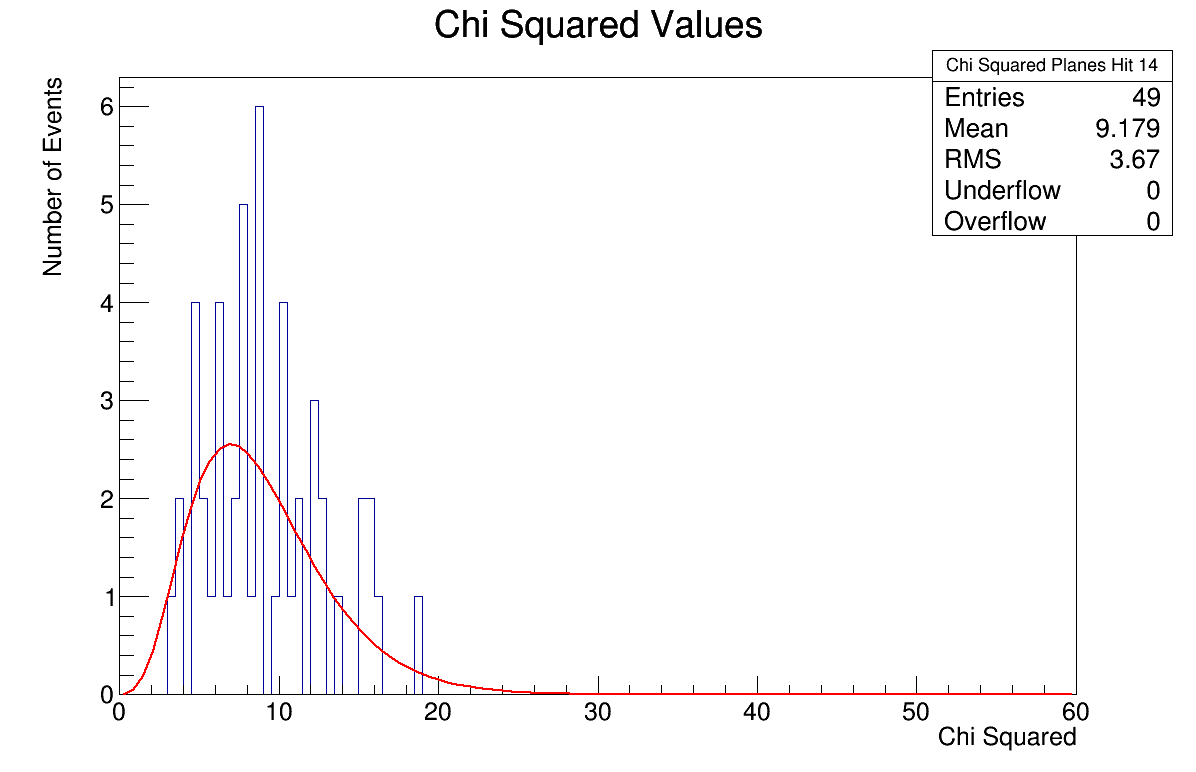 Chi Squared Values
Chi Squared Planes Hit 14
Entries 49
Mean 9.179
RMS 3.67
Underflow 0
Overflow 0
Number of Events
6
5
4
3
2
1
0
0 10 20 30 40 50 60
Chi Squared